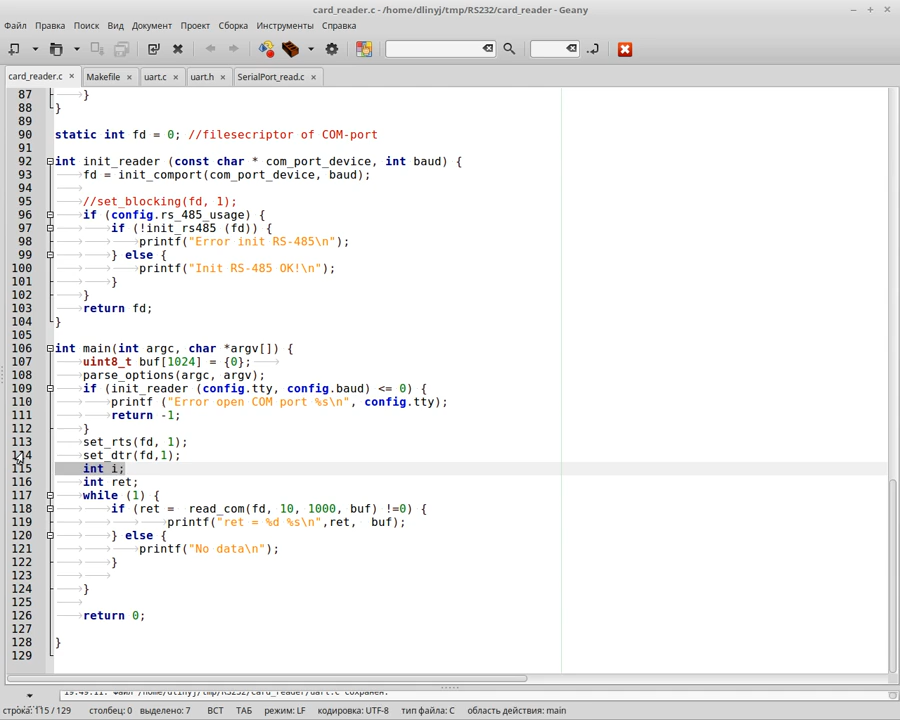 card_reader.c - /home/dlinyj/tmp/RS232/card_reader - Geany
Файл Правка Поиск Вид Документ Проект Сборка Инструменты Справка
card_reader.c Makefile uart.c uart.h SerialPort_read.c
87 }
88 }
89
90 static int fd = 0; //filesecriptor of COM-port
91
92 int init_reader (const char * com_port_device, int baud) {
93 fd = init_comport(com_port_device, baud);
94
95 //set_blocking(fd, 1);
96 if (config.rs_485_usage) {
97 if (!init_rs485 (fd)) {
98 printf("Error init RS-485\n");
99 } else {
100 printf("Init RS-485 OK!\n");
101 }
102 }
103 return fd;
104 }
105
106 int main(int argc, char *argv[]) {
107 uint8_t buf[1024] = {0};
108 parse_options(argc, argv);
109 if (init_reader (config.tty, config.baud) <= 0) {
110 printf ("Error open COM port %s\n", config.tty);
111 return -1;
112 }
113 set_rts(fd, 1);
114 set_dtr(fd,1);
115 int i;
116 int ret;
117 while (1) {
118 if (ret = read_com(fd, 10, 1000, buf) !=0) {
119 printf("ret = %d %s\n",ret, buf);
120 } else {
121 printf("No data\n");
122 }
123
124 }
125
126 return 0;
127
128 }
129
19:49:11: Файл /home/dlinyj/tmp/RS232/card_reader/uart.c сохранён.
строка: 115 / 129 столбец: 0 выделено: 7 ВСТ ТАБ режим: LF кодировка: UTF-8 тип файла: C область действия: main